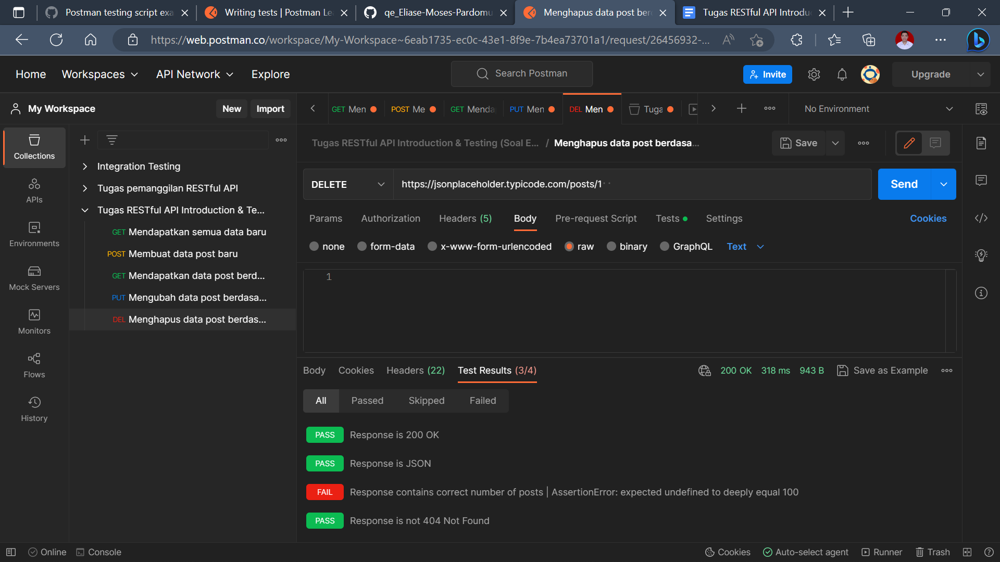 Postman testing script exa
Writing tests | Postman Le
qe_Eliase-Moses-Pardomu
Menghapus data post ber
Tugas RESTful API Introdu
https://web.postman.co/workspace/My-Workspace~6eab1735-ec0c-43e1-8f9e-7b4ea73701a1/request/26456932-...
Home
Workspaces
API Network
Explore
Search Postman
Invite
Upgrade
My Workspace
New
Import
GET Men
POST Me
GET Menda
PUT Men
DEL Men
Tuga
No Environment
Collections
APIs
Environments
Mock Servers
Monitors
Flows
History
Integration Testing
Tugas pemanggilan RESTful API
Tugas RESTful API Introduction & Te...
GET Mendapatkan semua data baru
POST Membuat data post baru
GET Mendapatkan data post berd...
PUT Mengubah data post berdasa...
DEL Menghapus data post berdas...
Tugas RESTful API Introduction & Testing (Soal E... / Menghapus data post berdasa...
Save
DELETE
https://jsonplaceholder.typicode.com/posts/1
Send
Params
Authorization
Headers (5)
Body
Pre-request Script
Tests
Settings
Cookies
none
form-data
x-www-form-urlencoded
raw
binary
GraphQL
Text
1
Body
Cookies
Headers (22)
Test Results (3/4)
200 OK
318 ms
943 B
Save as Example
All
Passed
Skipped
Failed
PASS Response is 200 OK
PASS Response is JSON
FAIL Response contains correct number of posts | AssertionError: expected undefined to deeply equal 100
PASS Response is not 404 Not Found
Online
Console
Cookies
Auto-select agent
Runner
Trash